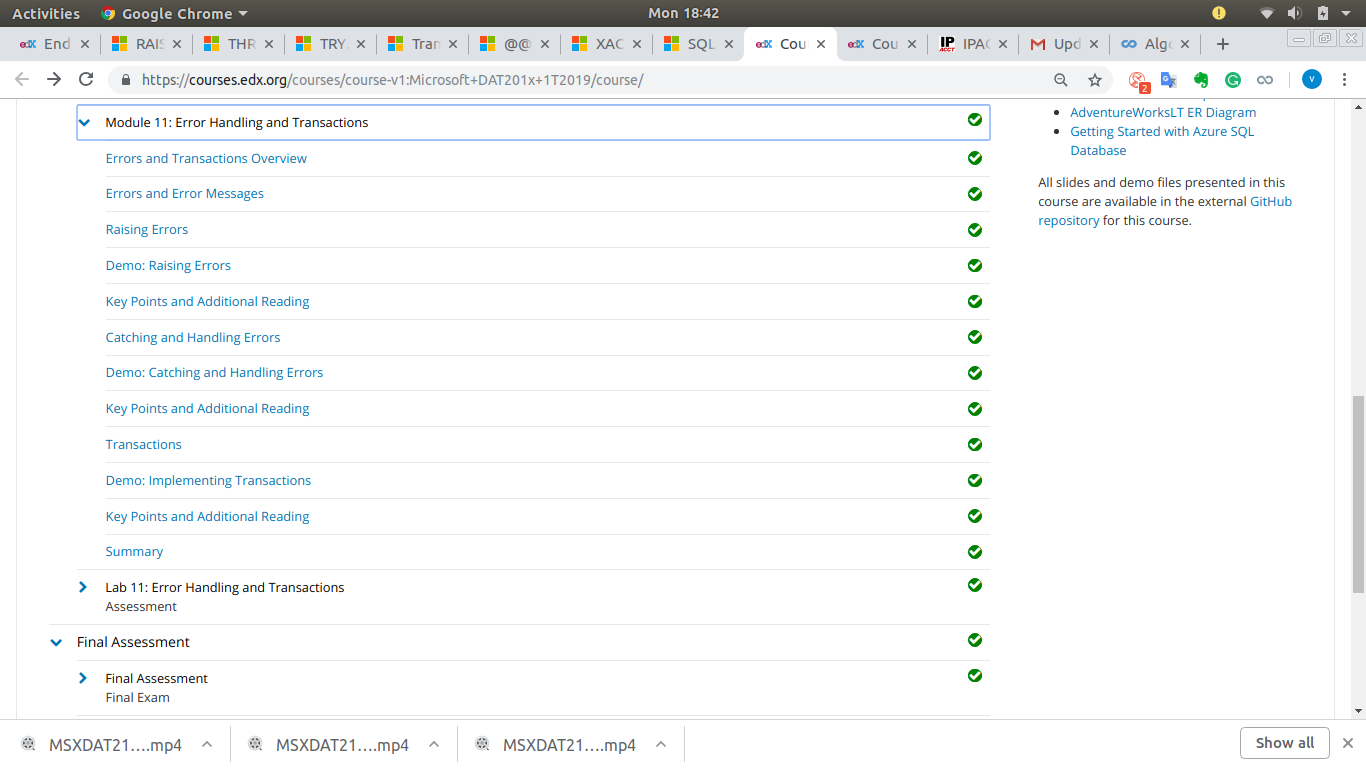 Activities Google Chrome Mon 18:42
edX End RAIS THR TRY. Tran @@ XAC SQL edX Cou edX Cou IP ACCT IPAC Upd Algo
https://courses.edx.org/courses/course-v1:Microsoft+DAT201x+1T2019/course/ 2 V
Module 11: Error Handling and Transactions
Errors and Transactions Overview
Errors and Error Messages
Raising Errors
Demo: Raising Errors
Key Points and Additional Reading
Catching and Handling Errors
Demo: Catching and Handling Errors
Key Points and Additional Reading
Transactions
Demo: Implementing Transactions
Key Points and Additional Reading
Summary
Lab 11: Error Handling and Transactions
Assessment
Final Assessment
Final Assessment
Final Exam
AdventureWorksLT ER Diagram
Getting Started with Azure SQL
Database
All slides and demo files presented in this
course are available in the external GitHub
repository for this course.
MSXDAT21....mp4 MSXDAT21....mp4 MSXDAT21....mp4 Show all